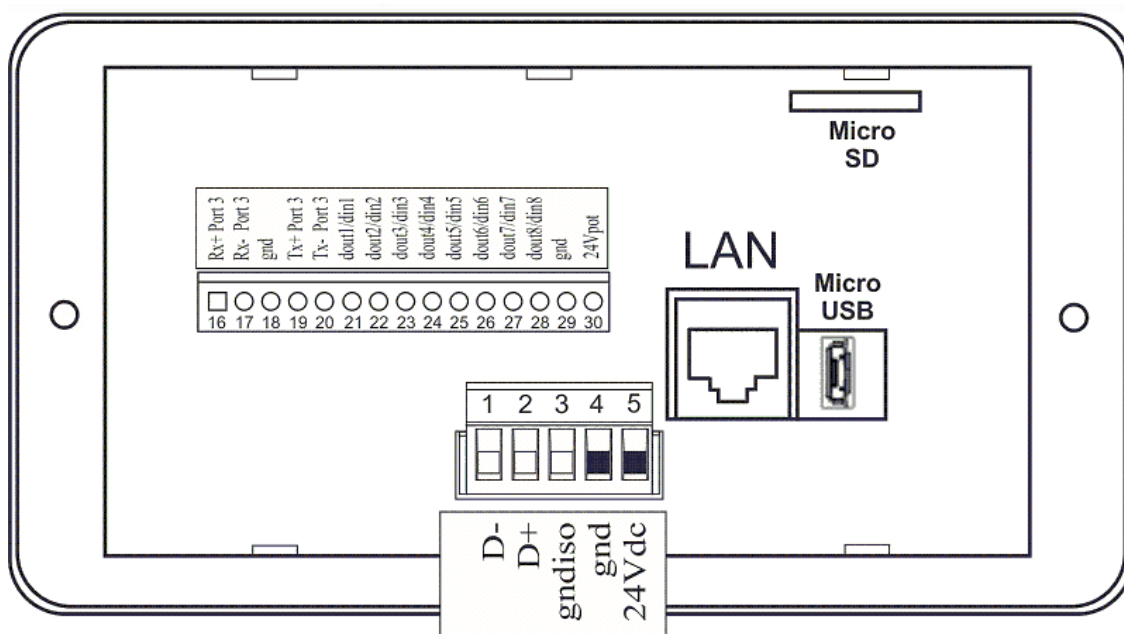 Micro
SD
Rx+ Port 3
Rx- Port 3
gnd
Tx+ Port 3
Tx- Port 3
dout1/din1
dout2/din2
dout3/din3
dout4/din4
dout5/din5
dout6/din6
dout7/din7
dout8/din8
gnd
24Vpot
16 17 18 19 20 21 22 23 24 25 26 27 28 29 30
LAN
Micro
USB
1 2 3 4 5
D-
D+
gndiso
gnd
24Vdc